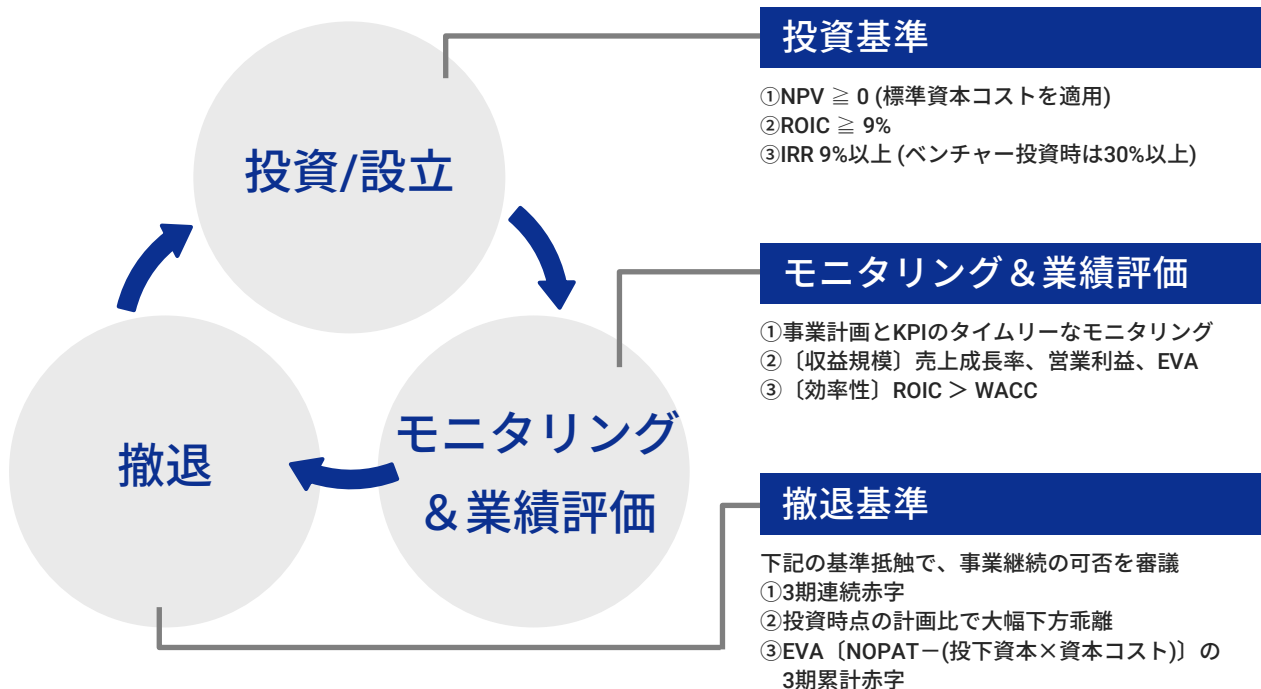 投資/設立
モニタリング
＆業績評価
撤退
投資基準
①NPV ≧ 0 (標準資本コストを適用)
②ROIC ≧ 9%
③IRR 9%以上 (ベンチャー投資時は30%以上)
モニタリング＆業績評価
①事業計画とKPIのタイムリーなモニタリング
②〔収益規模〕売上成長率、営業利益、EVA
③〔効率性〕ROIC ＞ WACC
撤退基準
下記の基準抵触で、事業継続の可否を審議
①3期連続赤字
②投資時点の計画比で大幅下方乖離
③EVA〔NOPAT－(投下資本×資本コスト)〕の
3期累計赤字